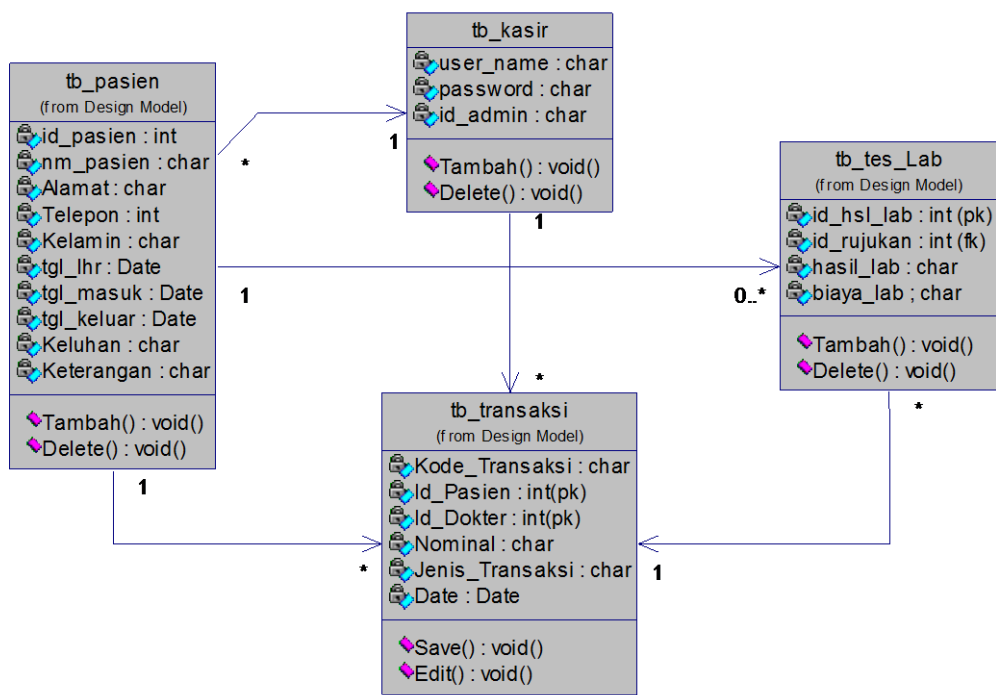 tb_kasir
user_name : char
password : char
id_admin : char
Tambah() : void()
Delete() : void()
tb_pasien
(from Design Model)
id_pasien : int
nm_pasien : char
Alamat : char
Telepon : int
Kelamin : char
tgl_lhr : Date
tgl_masuk : Date
tgl_keluar : Date
Keluhan : char
Keterangan : char
Tambah() : void()
Delete() : void()
*
1
1
*
1
0..*
1
*
tb_tes_Lab
(from Design Model)
id_hsl_lab : int (pk)
id_rujukan : int (fk)
hasil_lab : char
biaya_lab ; char
Tambah() : void()
Delete() : void()
*
1
tb_transaksi
(from Design Model)
Kode_Transaksi : char
Id_Pasien : int(pk)
Id_Dokter : int(pk)
Nominal : char
Jenis_Transaksi : char
Date : Date
Save() : void()
Edit() : void()